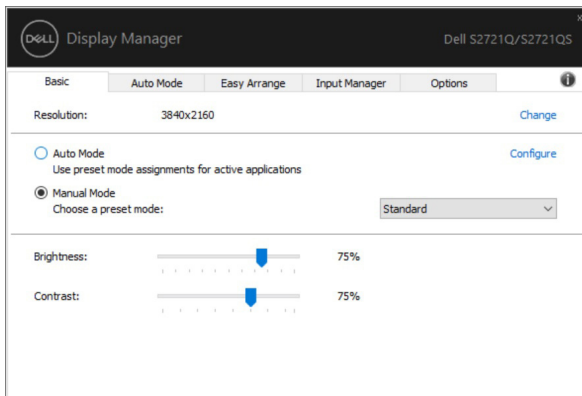 DELL Display Manager Dell S2721Q/S2721QS
Basic Auto Mode Easy Arrange Input Manager Options
Resolution: 3840x2160 Change
Auto Mode Configure
Use preset mode assignments for active applications
Manual Mode
Choose a preset mode: Standard
Brightness: 75%
Contrast: 75%